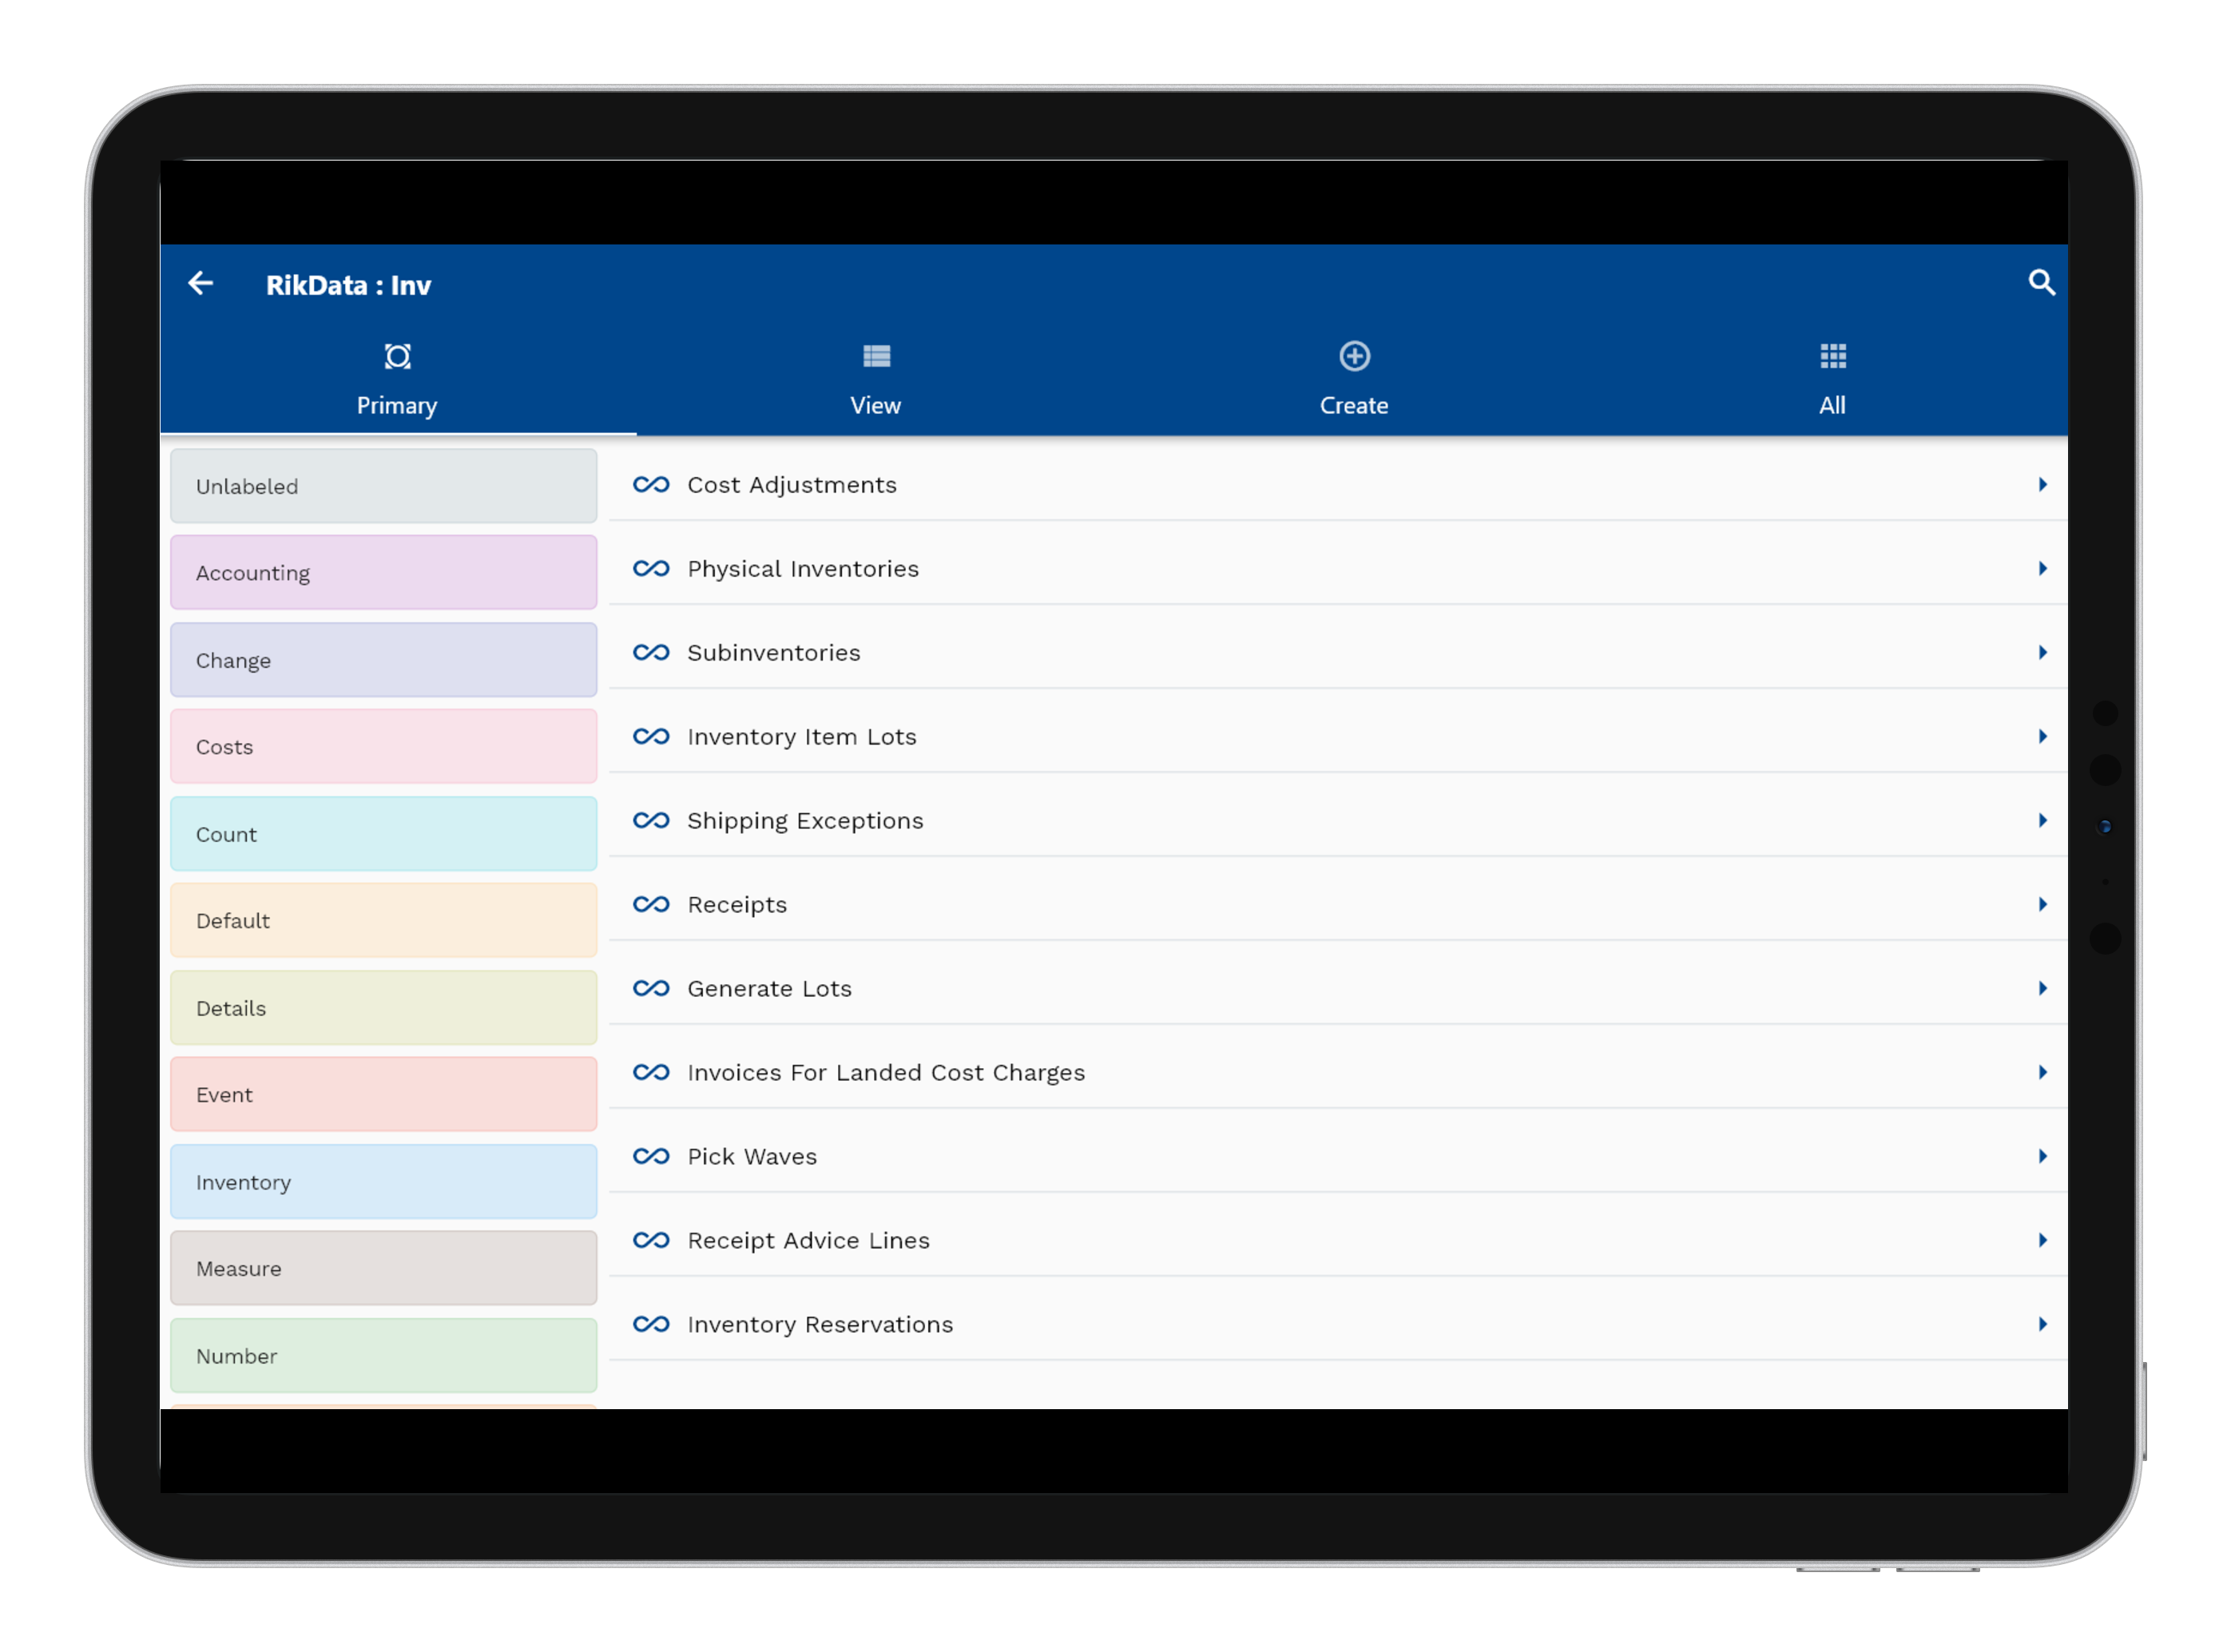 RikData : Inv
Primary
View
Create
All
Unlabeled
Accounting
Change
Costs
Count
Default
Details
Event
Inventory
Measure
Number
Cost Adjustments
Physical Inventories
Subinventories
Inventory Item Lots
Shipping Exceptions
Receipts
Generate Lots
Invoices For Landed Cost Charges
Pick Waves
Receipt Advice Lines
Inventory Reservations